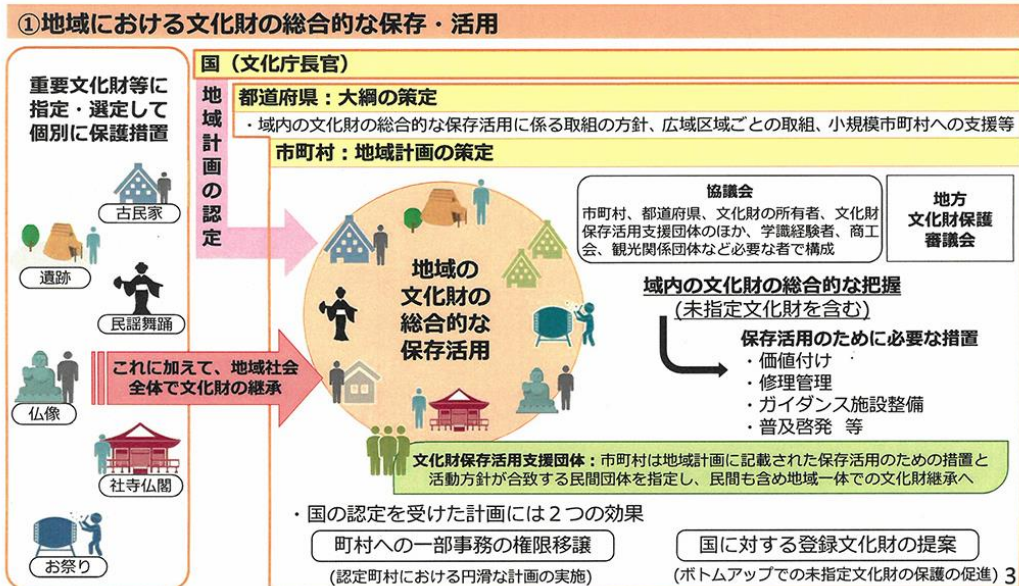 ①地域における文化財の総合的な保存・活用
重要文化財等に
指定・選定して
個別に保護措置
古民家
遺跡
民謡舞踊
仏像
社寺仏閣
お祭り
国（文化庁長官）
地域計画の認定
都道府県：大綱の策定
・域内の文化財の総合的な保存活用に係る取組の方針、広域区域ごとの取組、小規模市町村への支援等
市町村：地域計画の策定
これに加えて、地域社会
全体で文化財の継承
地域の
文化財の
総合的な
保存活用
協議会
市町村、都道府県、文化財の所有者、文化財
保存活用支援団体のほか、学識経験者、商工
会、観光関係団体など必要な者で構成
地方
文化財保護
審議会
域内の文化財の総合的な把握
(未指定文化財を含む)
保存活用のために必要な措置
・価値付け
・修理管理
・ガイダンス施設整備
・普及啓発 等
文化財保存活用支援団体：市町村は地域計画に記載された保存活用のための措置と
活動方針が合致する民間団体を指定し、民間も含め地域一体での文化財継承へ
・国の認定を受けた計画には２つの効果
町村への一部事務の権限移譲
(認定町村における円滑な計画の実施)
国に対する登録文化財の提案
(ボトムアップでの未指定文化財の保護の促進)
3